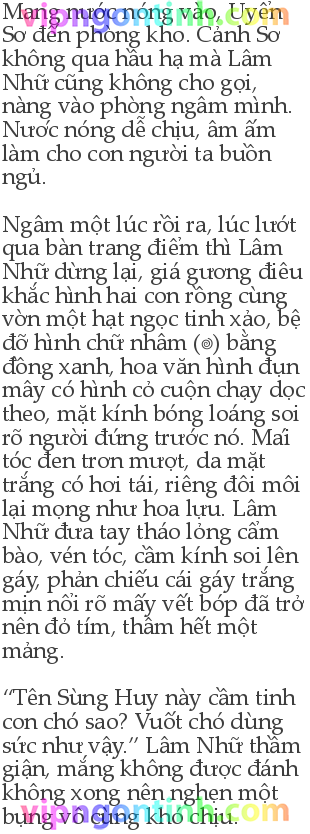 Mang nước nóng vào, Uyển
Sơ đến phòng kho. Cảnh Sơ
không qua hầu hạ mà Lâm
Nhữ cũng không cho gọi,
nàng vào phòng ngâm mình.
Nước nóng dễ chịu, âm ấm
làm cho con người ta buồn
ngủ.
Ngâm một lúc rồi ra, lúc lướt
qua bàn trang điểm thì Lâm
Nhữ dừng lại, giá gương điêu
khắc hình hai con rồng cùng
vờn một hạt ngọc tinh xảo, bệ
đỡ hình chữ nhâm (๏) bằng
đồng xanh, hoa văn hình đụn
mây có hình cỏ cuộn chạy dọc
theo, mặt kính bóng loáng soi
rõ người đứng trước nó. Mái
tóc đen trơn mượt, da mặt
trắng có hơi tái, riêng đôi môi
lại mọng như hoa lựu. Lâm
Nhữ đưa tay tháo lỏng cẩm
bào, vén tóc, cầm kính soi lên
gáy, phản chiếu cái gáy trắng
mịn nổi rõ mấy vết bóp đã trở
nên đỏ tím, thâm hết một
mảng.
“Tên Sùng Huy này cầm tinh
con chó sao? Vuốt chó dùng
sức như vậy.” Lâm Nhữ thầm
giận, mắng không được đánh
không xong nên nghẹn một
bụng vô cùng khó chịu.
vipngontinh.com
vipngontinh.com